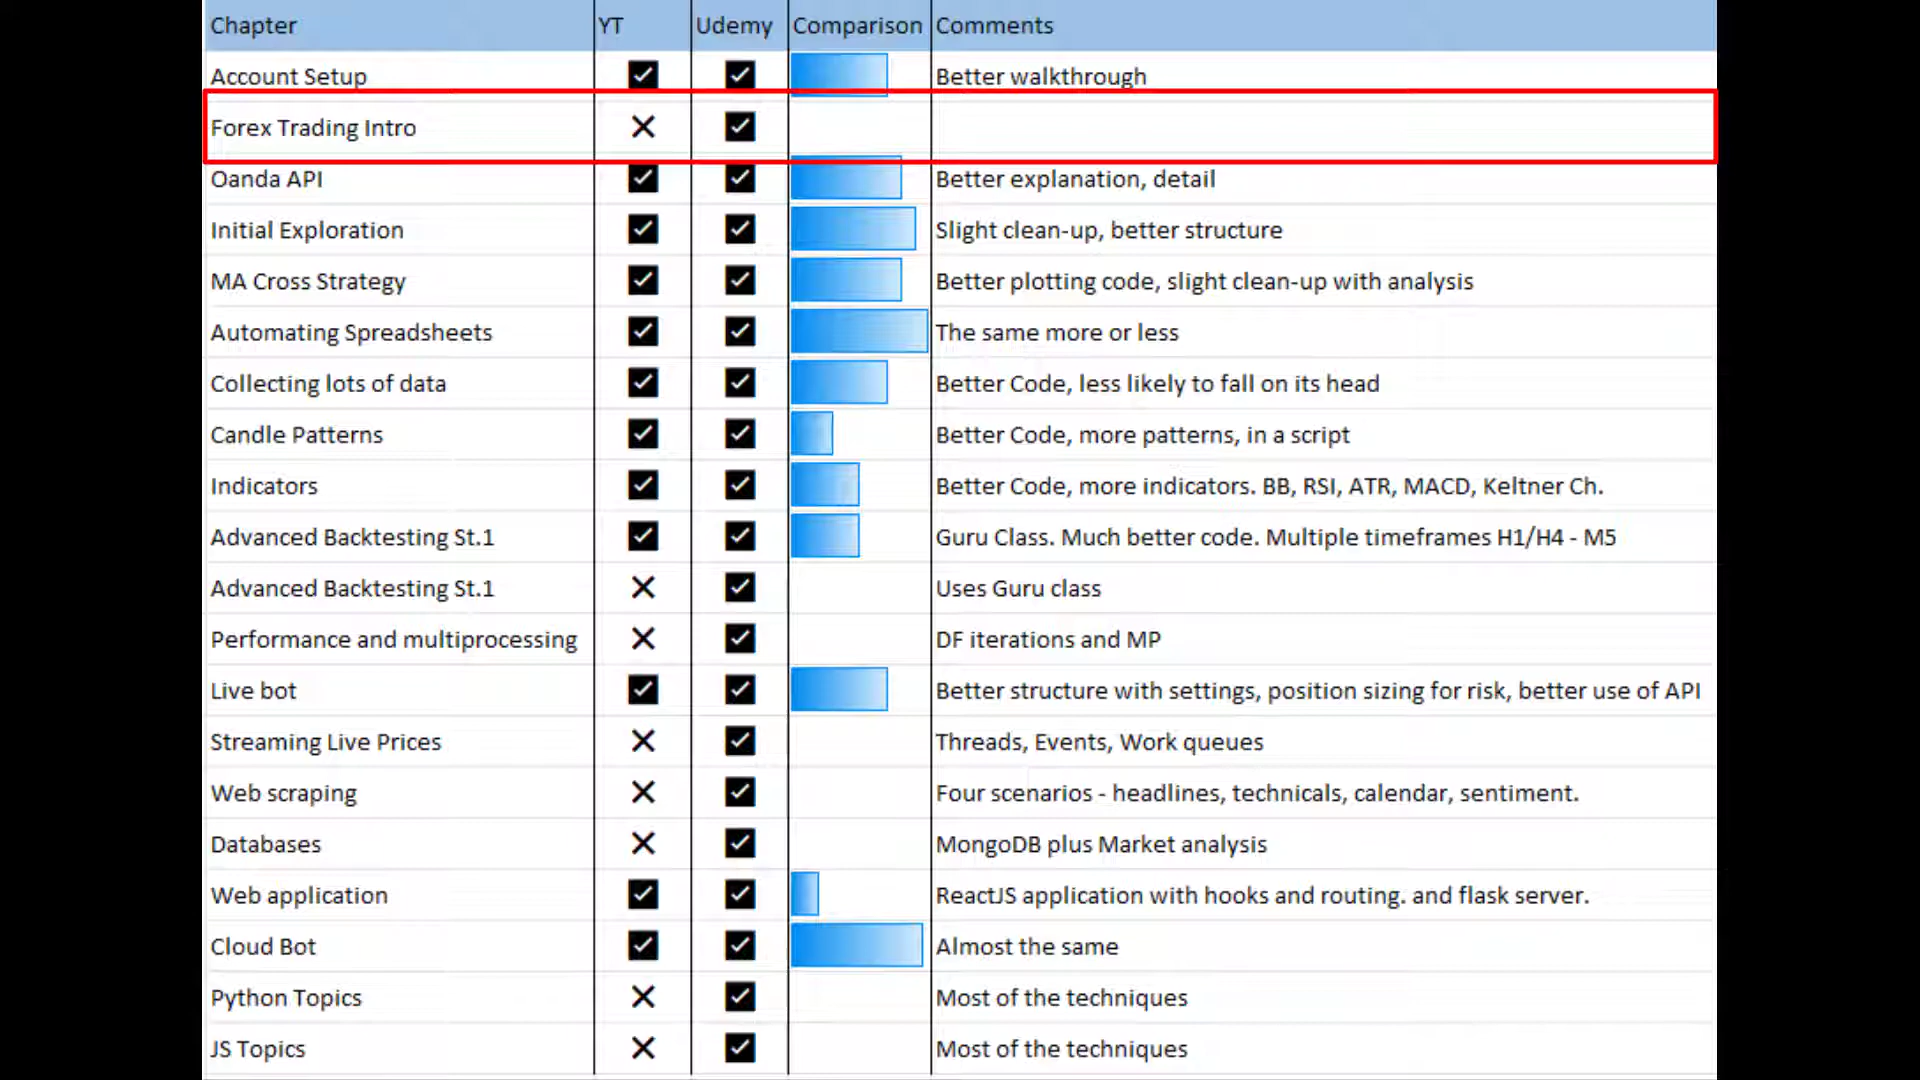 Chapter YT Udemy Comparison Comments
Account Setup Better walkthrough
Forex Trading Intro
Oanda API Better explanation, detail
Initial Exploration Slight clean-up, better structure
MA Cross Strategy Better plotting code, slight clean-up with analysis
Automating Spreadsheets The same more or less
Collecting lots of data Better Code, less likely to fall on its head
Candle Patterns Better Code, more patterns, in a script
Indicators Better Code, more indicators. BB, RSI, ATR, MACD, Keltner Ch.
Advanced Backtesting St.1 Guru Class. Much better code. Multiple timeframes H1/H4 - M5
Advanced Backtesting St.1 Uses Guru class
Performance and multiprocessing DF iterations and MP
Live bot Better structure with settings, position sizing for risk, better use of API
Streaming Live Prices Threads, Events, Work queues
Web scraping Four scenarios - headlines, technicals, calendar, sentiment.
Databases MongoDB plus Market analysis
Web application ReactJS application with hooks and routing. and flask server.
Cloud Bot Almost the same
Python Topics Most of the techniques
JS Topics Most of the techniques